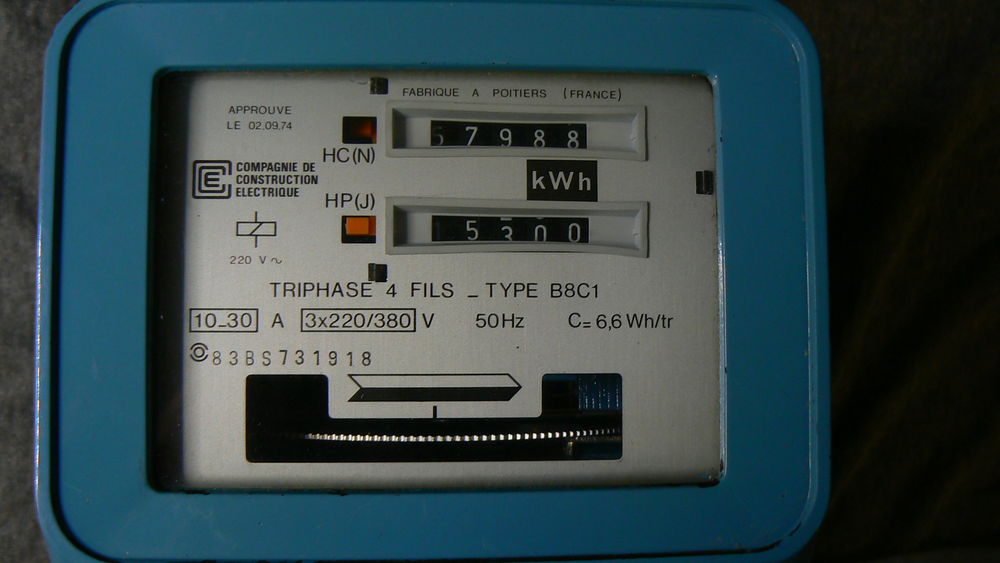 FABRIQUE A POITIERS (FRANCE)
APPROUVE
LE 02.09.74
57988
HC(N)
CE
COMPAGNIE DE
CONSTRUCTION
ELECTRIQUE
kWh
HP(J)
5300
220 V ~
TRIPHASE 4 FILS _ TYPE B8C1
10_30 A 3x220/380 V 50Hz C= 6,6 Wh/tr
83BS731918